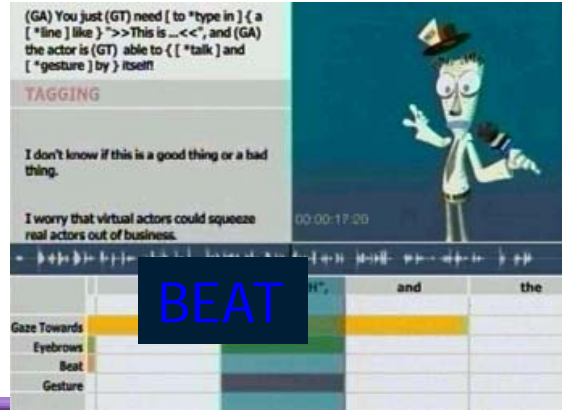 (GA) You just (GT) need [ to *type in ] { a
[ *line ] like } ">>This is ...<<", and (GA)
the actor is (GT) able to { [ *talk ] and
[ *gesture ] by } itself!
TAGGING
I don't know if this is a good thing or a bad
thing.
I worry that virtual actors could squeeze
real actors out of business.
00:00:17:20
BEAT
H",
and
the
Gaze Towards
Eyebrows
Beat
Gesture